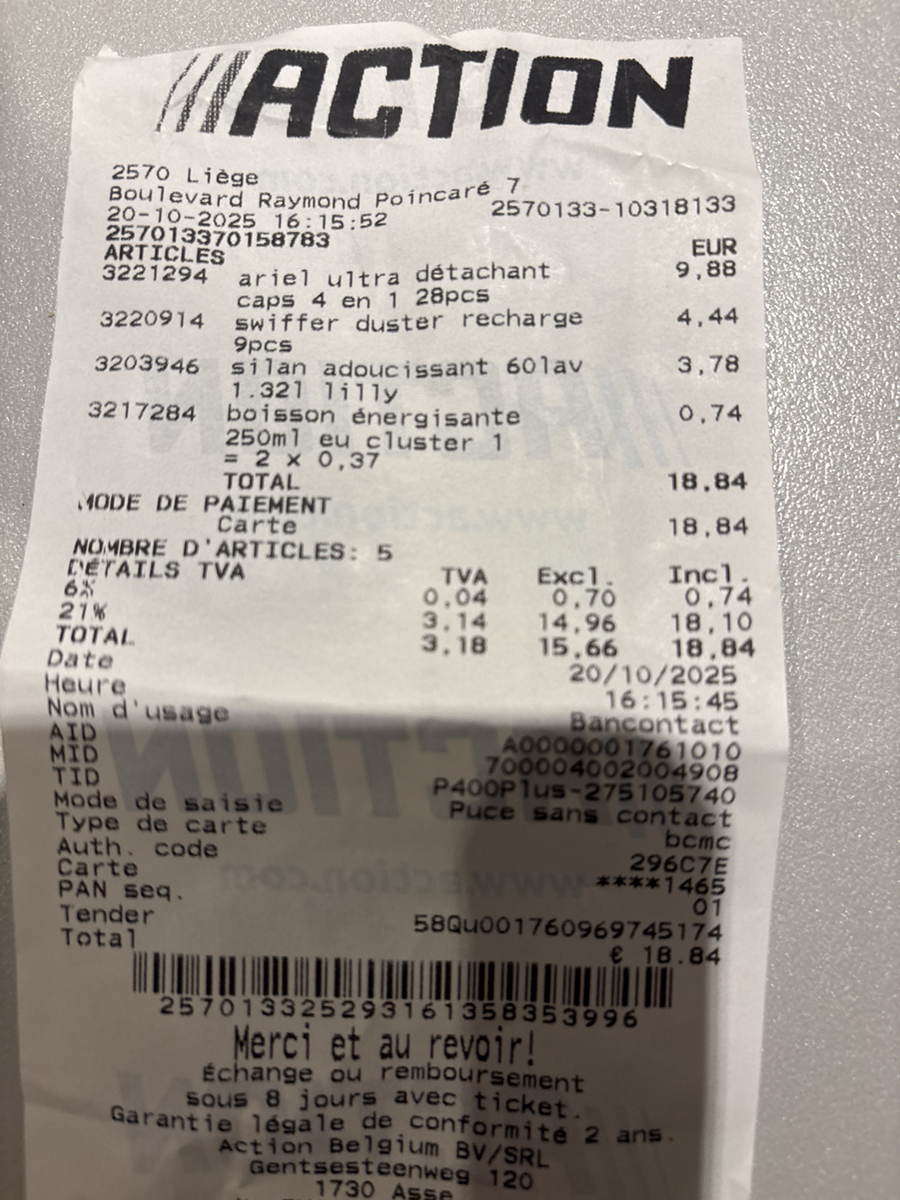 ACTION
2570 Liège
Boulevard Raymond Poincaré 7
20-10-2025 16:15:52 2570133-10318133
257013370158783
ARTICLES EUR
3221294 ariel ultra détachant 9,88
caps 4 en 1 28pcs
3220914 swiffer duster recharge 4,44
9pcs
3203946 silan adoucissant 60lav 3,78
1.32l lilly
3217284 boisson énergisante 0,74
250ml eu cluster 1
= 2 x 0,37
TOTAL 18,84
MODE DE PAIEMENT
Carte 18,84
NOMBRE D'ARTICLES: 5
DÉTAILS TVA TVA Excl. Incl.
6% 0,04 0,70 0,74
21% 3,14 14,96 18,10
TOTAL 3,18 15,66 18,84
Date 20/10/2025
Heure 16:15:45
Nom d'usage Bancontact
AID A0000001761010
MID 700004002004908
TID P400Plus-275105740
Mode de saisie Puce sans contact
Type de carte bcmc
Auth. code 296C7E
Carte ****1465
PAN seq. 01
Tender 58Qu001760969745174
Total € 18.84
2570133252931613583539​96
Merci et au revoir!
Échange ou remboursement
sous 8 jours avec ticket.
Garantie légale de conformité 2 ans.
Action Belgium BV/SRL
Gentsesteenweg 120
1730 Asse